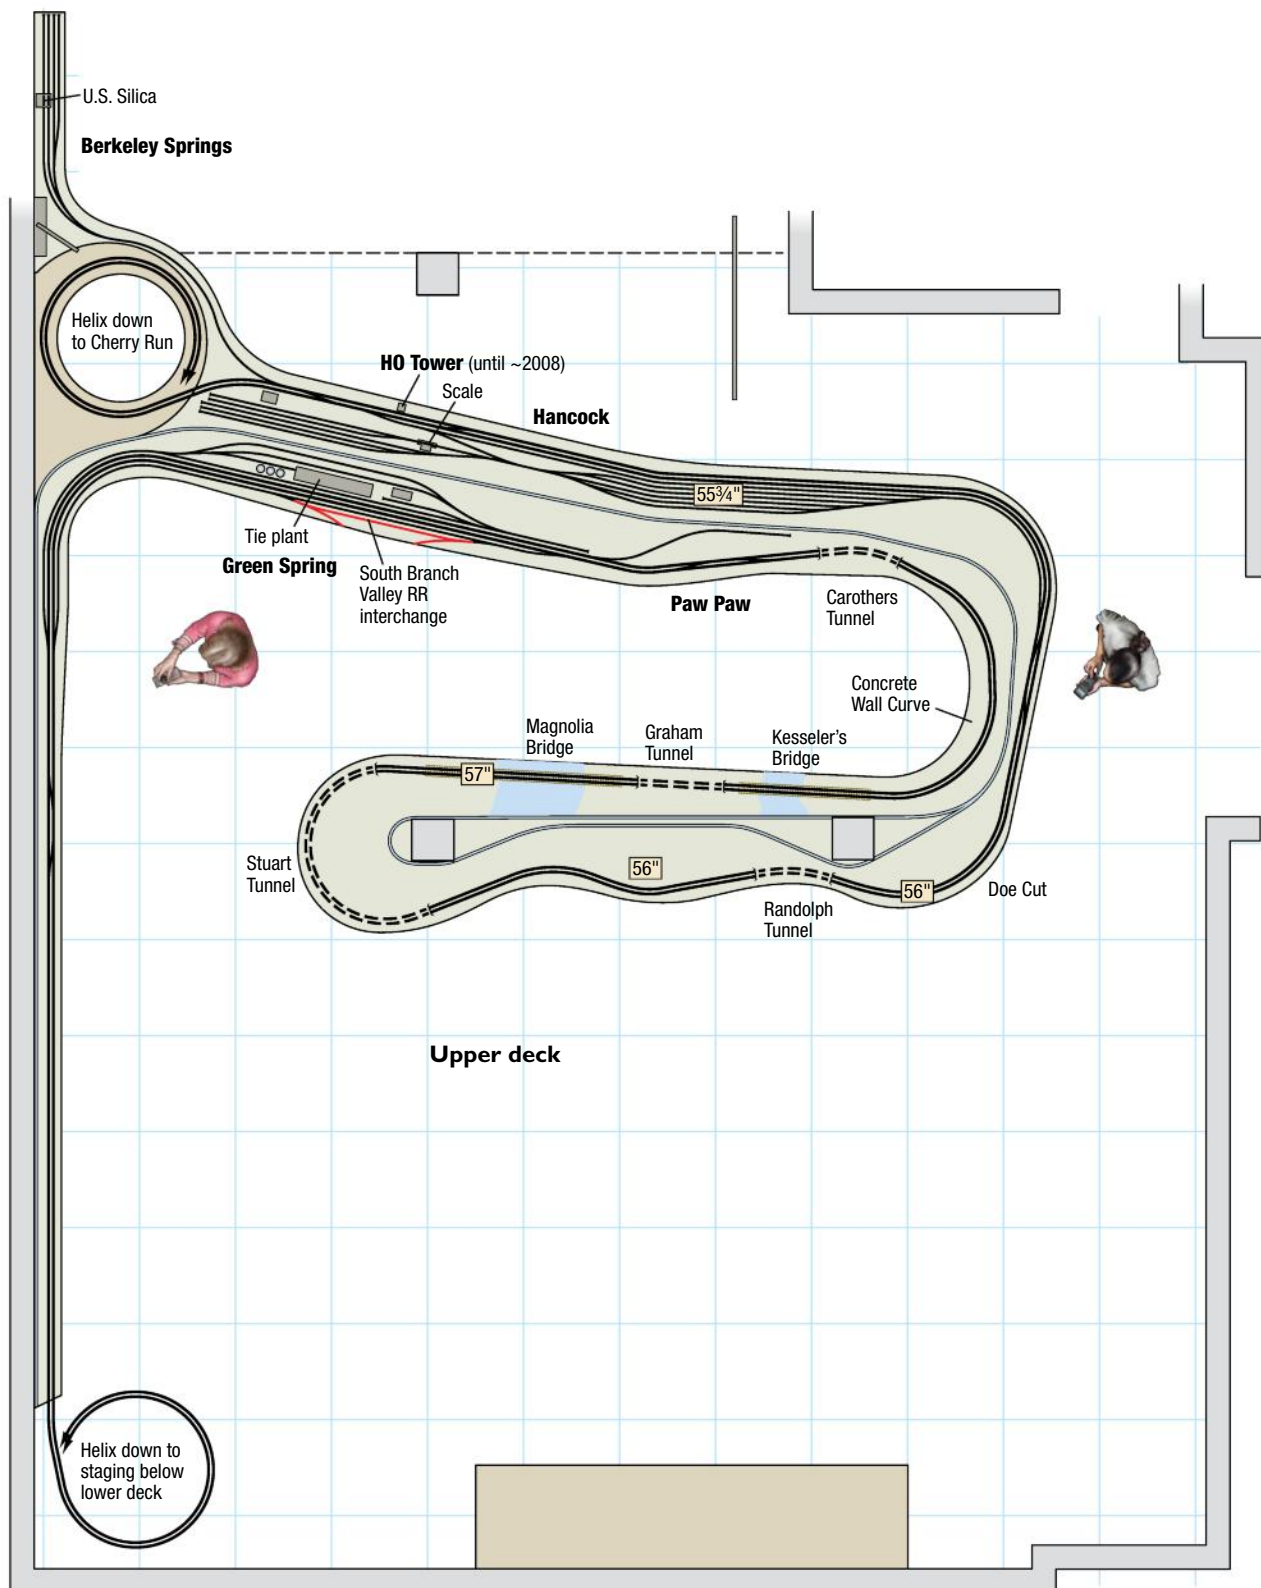 U.S. Silica
Berkeley Springs
Helix down
to Cherry Run
HO Tower (until ~2008)
Scale
Hancock
55¾"
Tie plant
Green Spring
South Branch
Valley RR
interchange
Paw Paw
Carothers
Tunnel
Concrete
Wall Curve
Magnolia
Bridge
Graham
Tunnel
Kesseler's
Bridge
57"
Stuart
Tunnel
56"
56"
Doe Cut
Randolph
Tunnel
Upper deck
Helix down to
staging below
lower deck